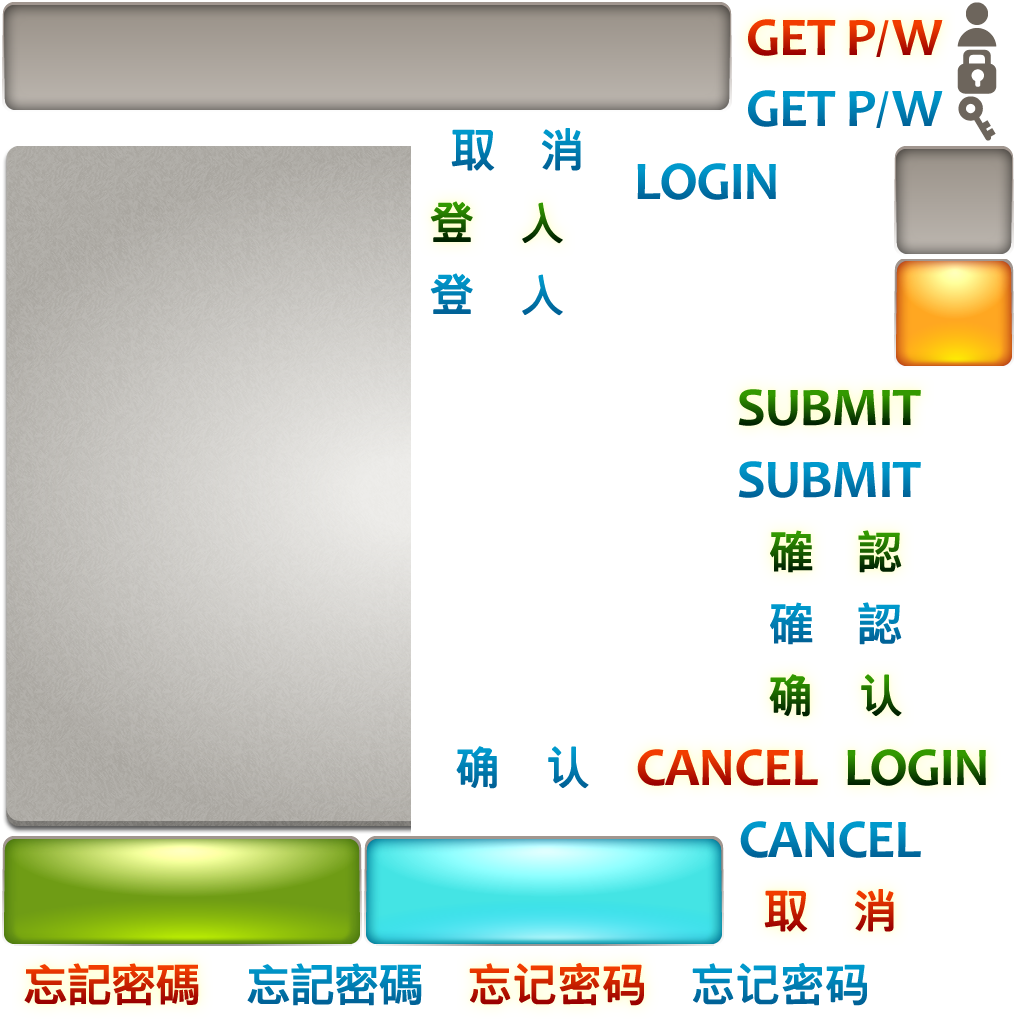 GET P/W
GET P/W
取 消
LOGIN
登 入
登 入
SUBMIT
SUBMIT
確 認
確 認
确 认
确 认 CANCEL LOGIN
CANCEL
取 消
忘記密碼 忘記密碼 忘记密码 忘记密码